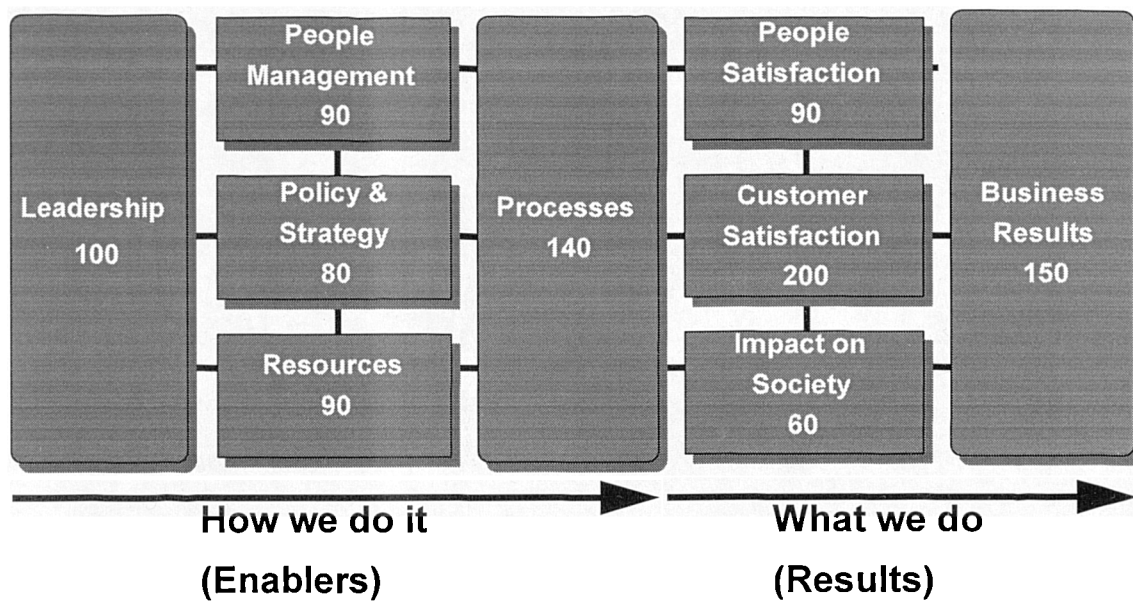 Leadership
100
People
Management
90
Policy &
Strategy
80
Resources
90
Processes
140
People
Satisfaction
90
Customer
Satisfaction
200
Impact on
Society
60
Business
Results
150
How we do it
(Enablers)
What we do
(Results)